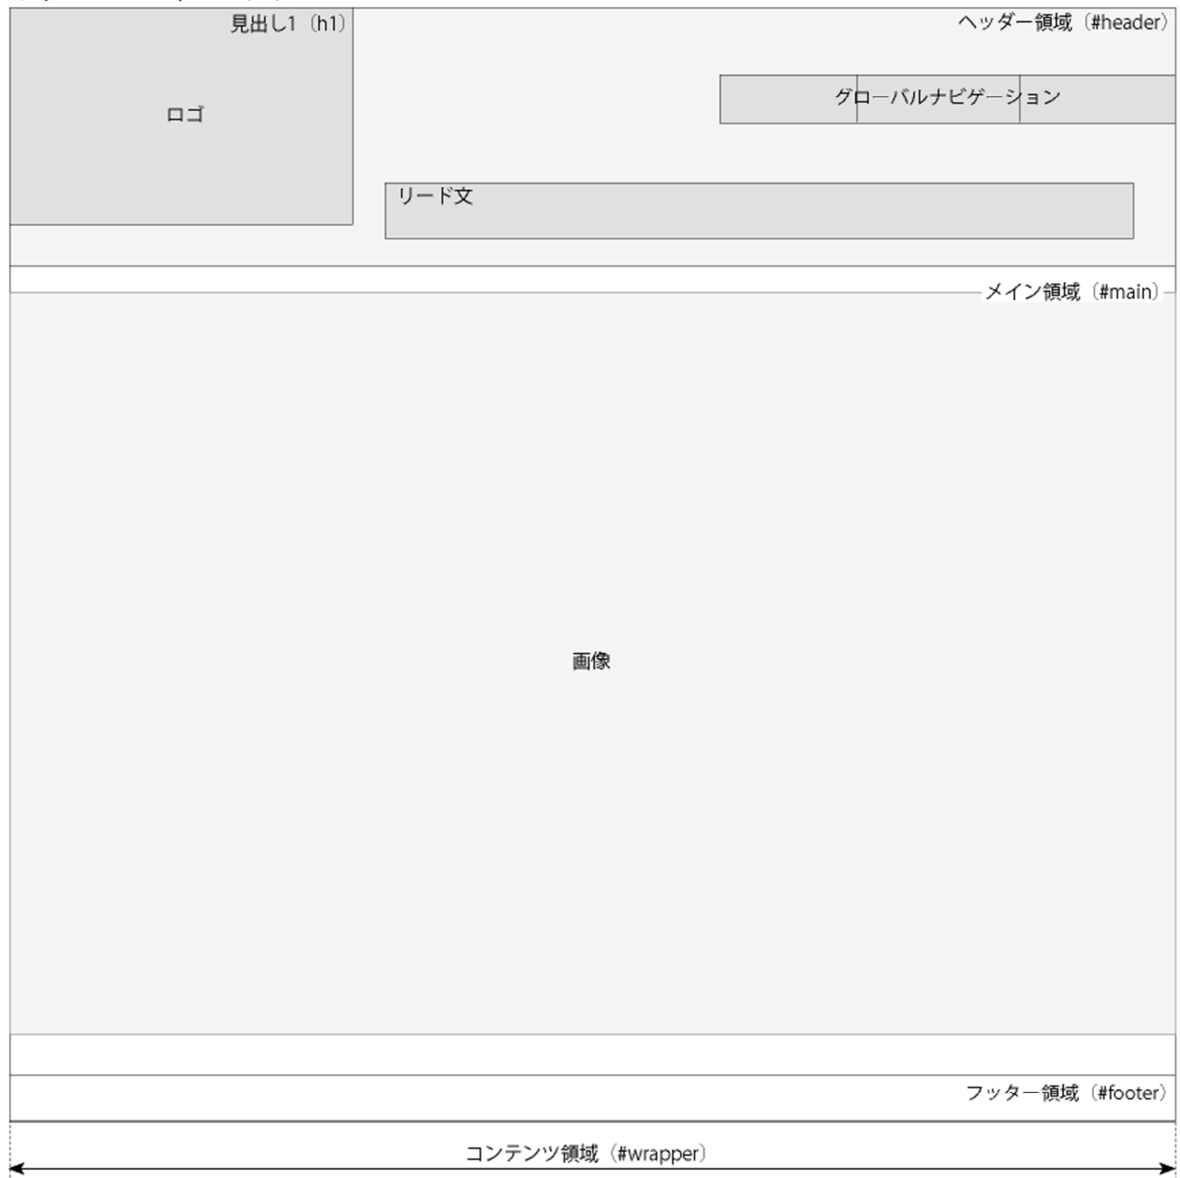 見出し1（h1）
ヘッダー領域（#header）
グローバルナビゲーション
ロゴ
リード文
メイン領域（#main）
画像
フッター領域（#footer）
コンテンツ領域（#wrapper）